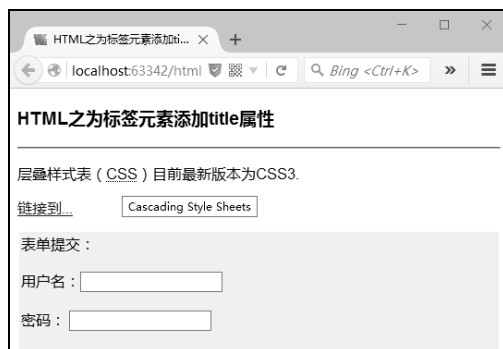 HTML之为标签元素添加ti...
localhost:63342/html
Bing <Ctrl+K>
HTML之为标签元素添加title属性
层叠样式表（CSS）目前最新版本为CSS3.
链接到...
Cascading Style Sheets
表单提交：
用户名：
密码：